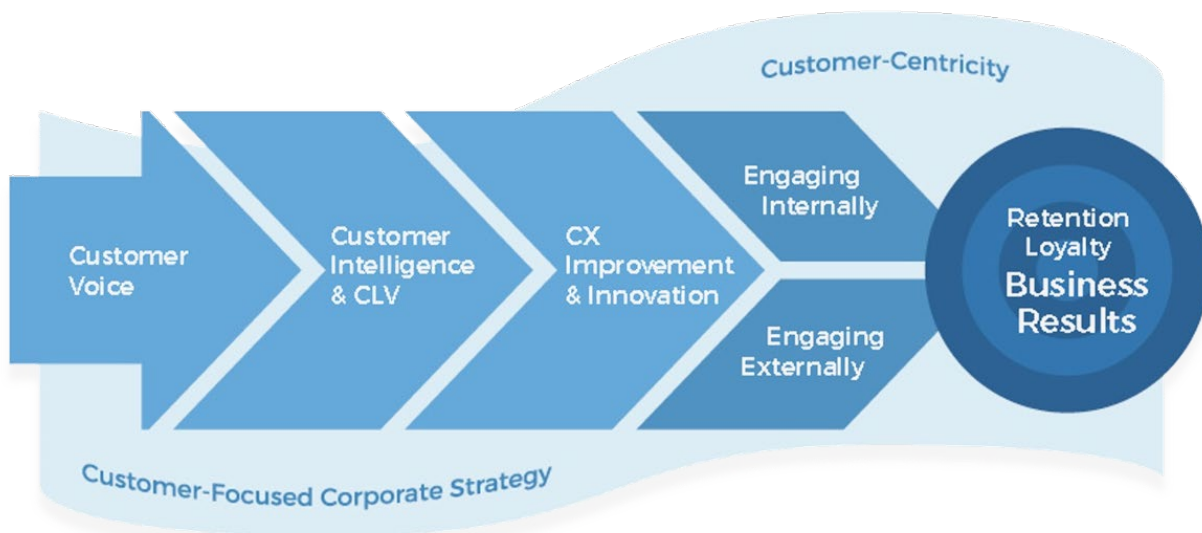 Customer-Centricity
Customer
Voice
Customer
Intelligence
& CLV
CX
Improvement
& Innovation
Engaging
Internally
Engaging
Externally
Retention
Loyalty
Business
Results
Customer-Focused Corporate Strategy